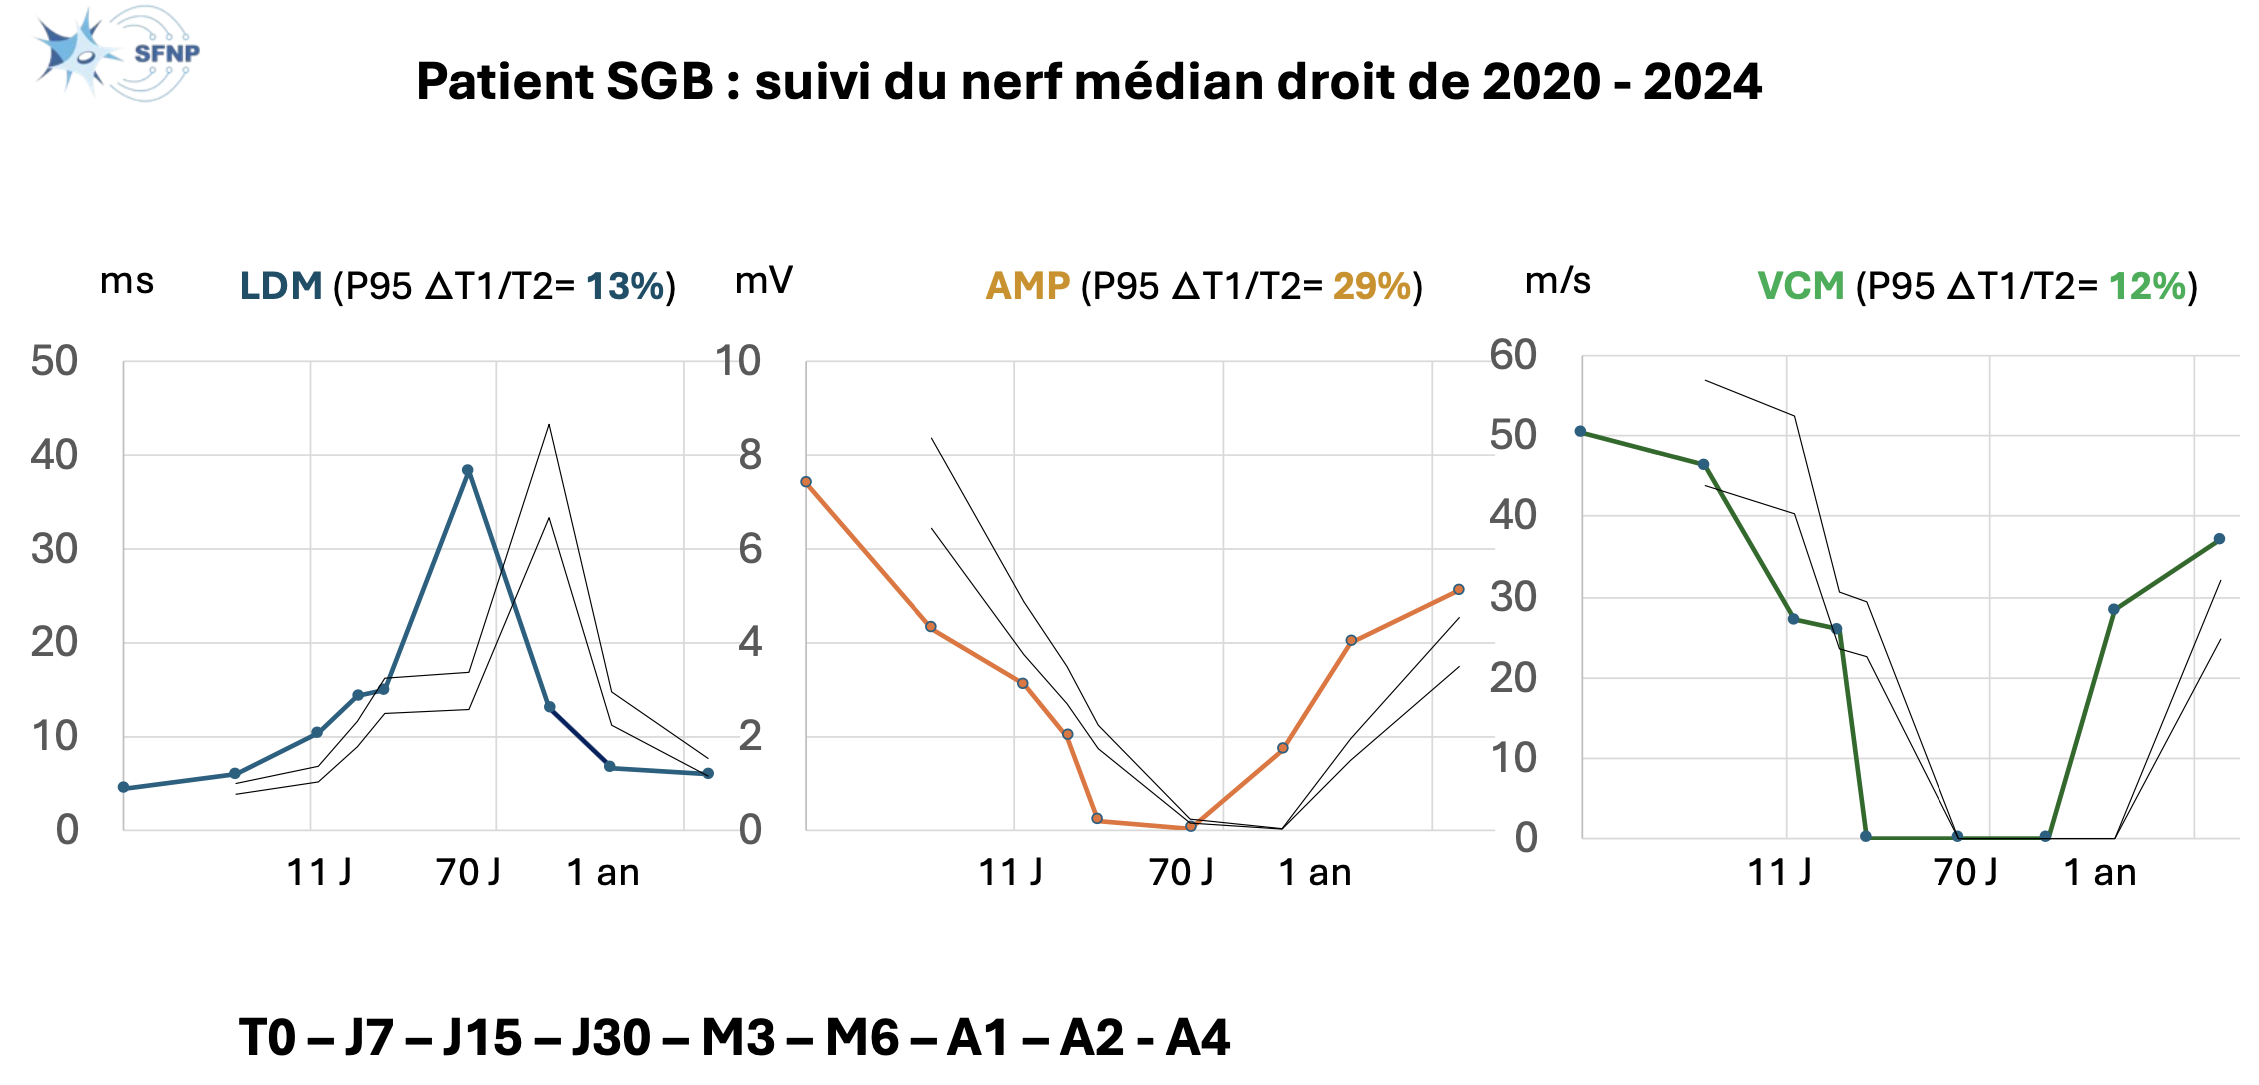 SFNP
Patient SGB : suivi du nerf médian droit de 2020 - 2024
ms
LDM (P95 ΔT1/T2= 13%)
50
40
30
20
10
0
11 J
70 J
1 an
mV
AMP (P95 ΔT1/T2= 29%)
10
8
6
4
2
0
11 J
70 J
1 an
m/s
VCM (P95 ΔT1/T2= 12%)
60
50
40
30
20
10
0
11 J
70 J
1 an
T0 – J7 – J15 – J30 – M3 – M6 – A1 – A2 - A4